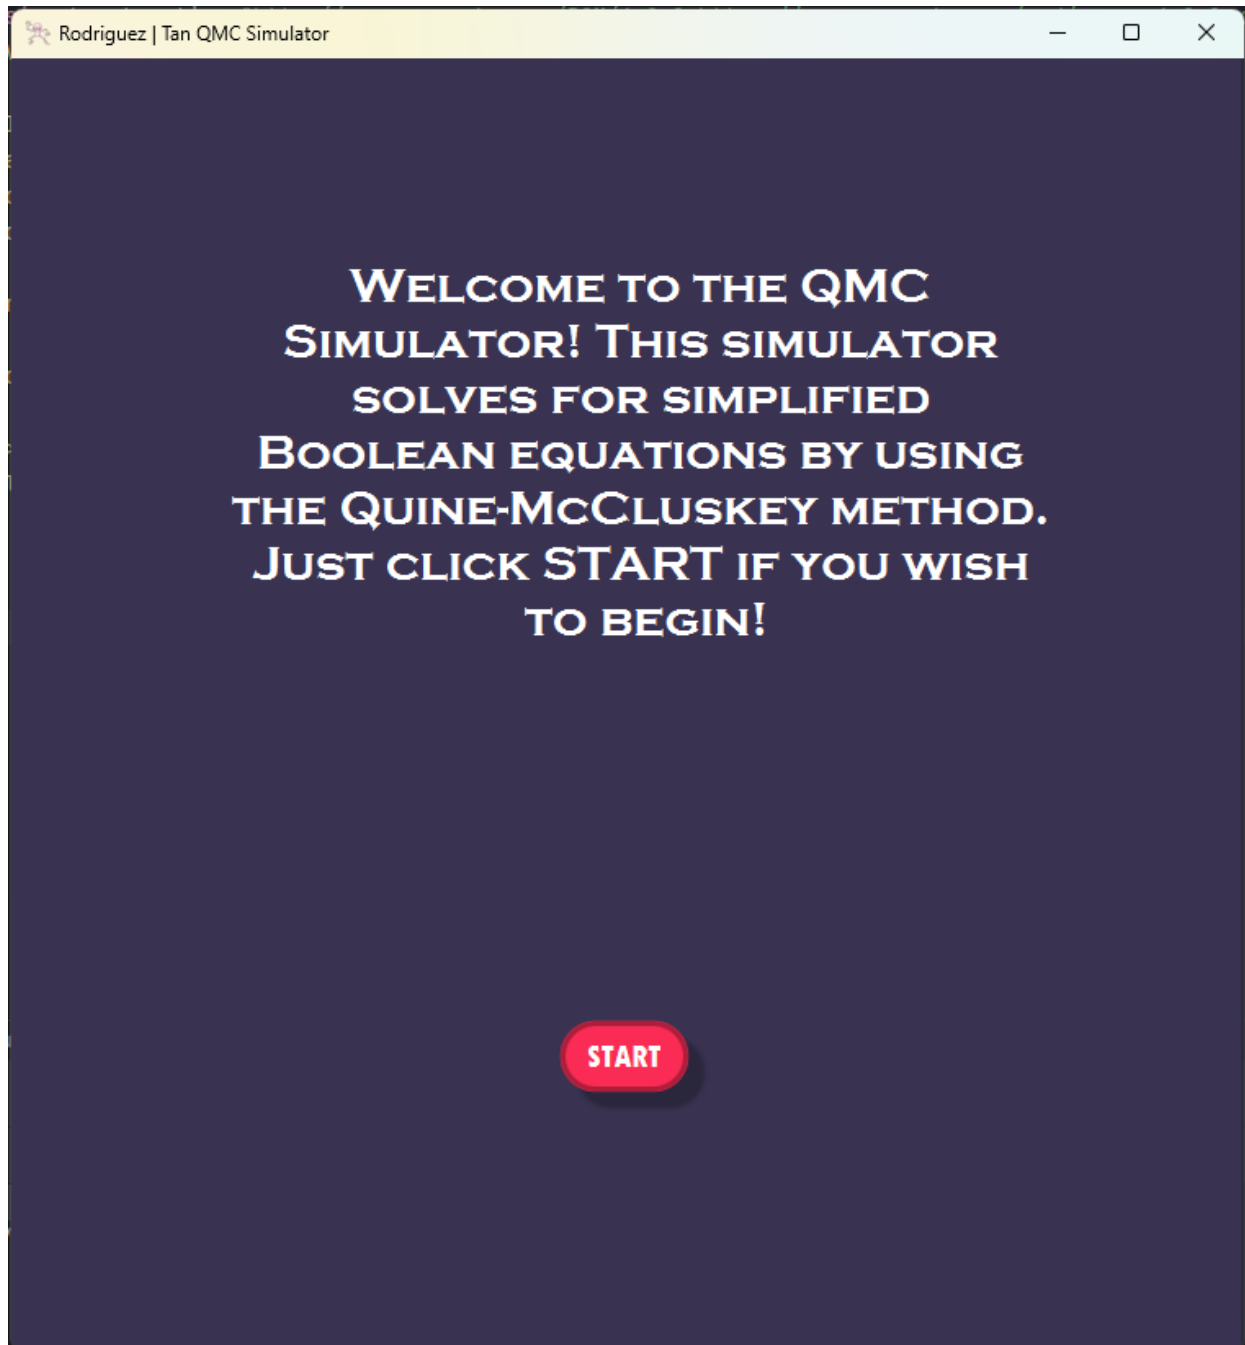 Rodriguez | Tan QMC Simulator
Welcome to the QMC
Simulator! This simulator
solves for simplified
Boolean equations by using
the Quine-McCluskey method.
Just click START if you wish
to begin!
START